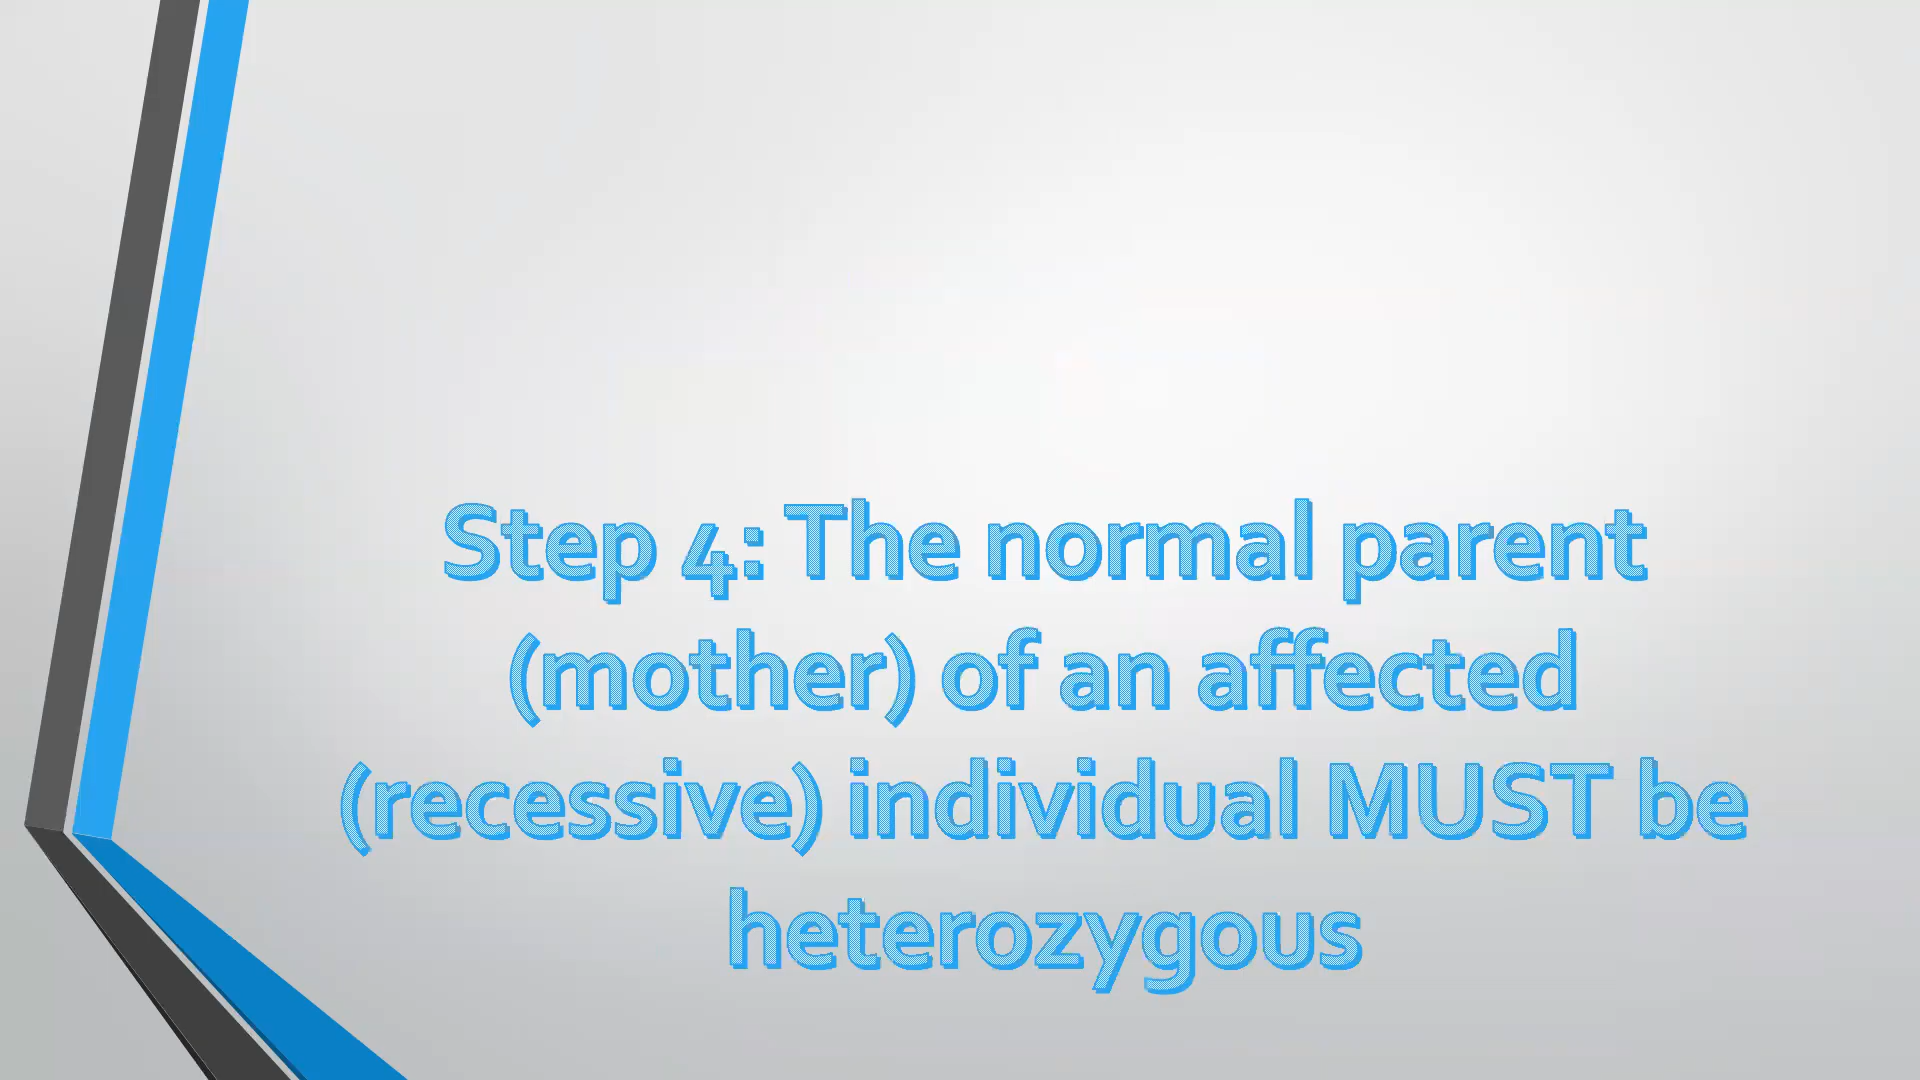 Step 4: The normal parent
(mother) of an affected
(recessive) individual MUST be
heterozygous